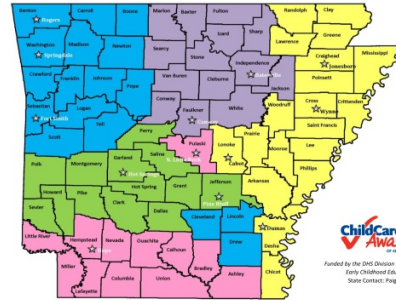 Benton
Carroll
Boone
Marion
Baxter
Fulton
Randolph
Clay
Rogers
Izard
Sharp
Greene
Washington
Madison
Newton
Searcy
Lawrence
Springdale
Stone
Independence
Craighead
Mississippi
Jonesboro
Crawford
Franklin
Johnson
Van Buren
Cleburne
Batesville
Jackson
Poinsett
Pope
Sebastian
Logan
Conway
Faulkner
White
Woodruff
Cross
Crittenden
Fort Smith
Conway
Wynne
Yell
Saint Francis
Scott
Perry
Pulaski
Lonoke
Prairie
Monroe
Lee
Polk
Montgomery
Garland
Saline
Cabot
Phillips
Hot Springs
Hot Spring
Grant
Jefferson
Arkansas
Howard
Pike
Pine Bluff
Sevier
Clark
Dallas
Cleveland
Lincoln
Little River
Hempstead
Nevada
Ouachita
Calhoun
Drew
Dumas
Desha
Hope
Miller
Bradley
Lafayette
Columbia
Union
Ashley
Chicot
ChildCare
Aware
Funded by the DHS Division
Early Childhood Edu
State Contact: Paig